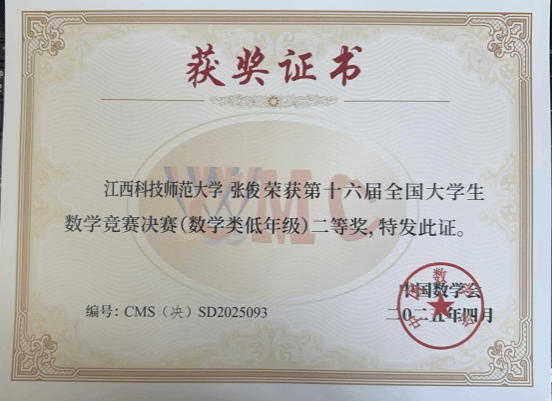 获奖证书
江西科技师范大学 张俊荣获第十六届全国大学生
数学竞赛决赛(数学类低年级)二等奖,特发此证。
中国数学会
编号: CMS(决)SD2025093
二〇二五年四月